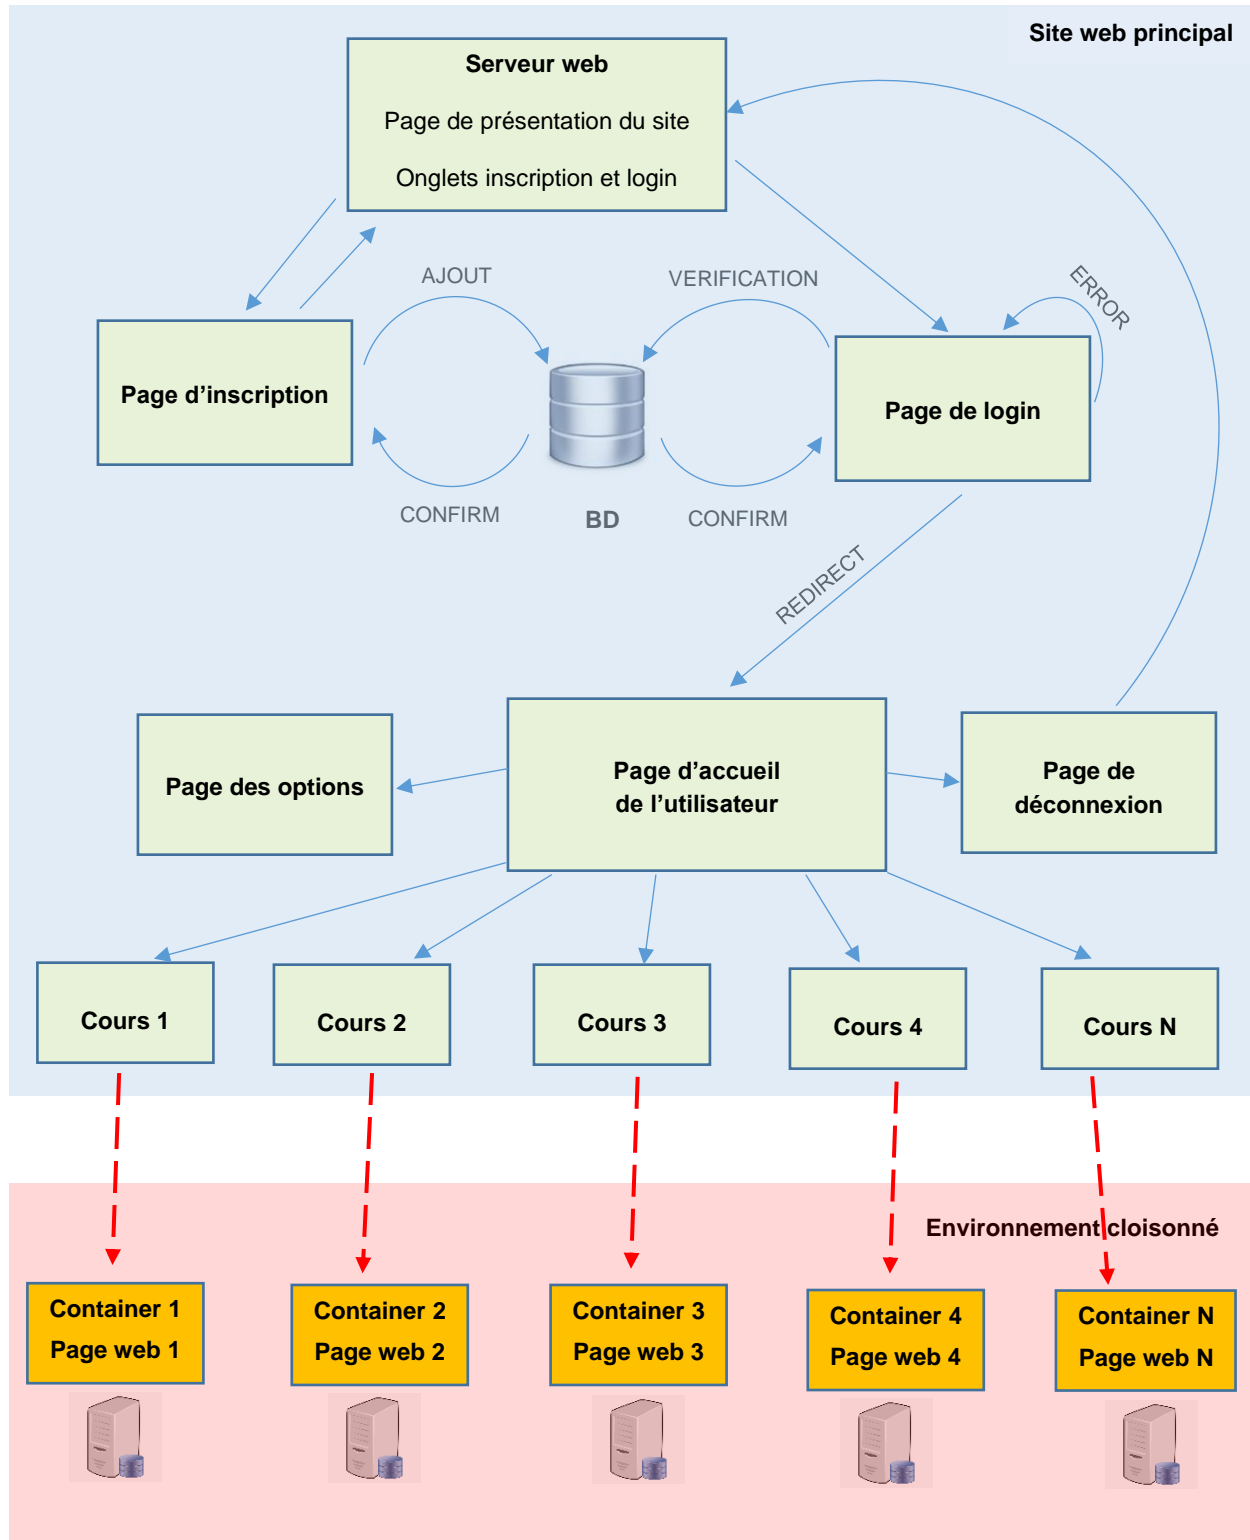 Site web principal
Serveur web
Page de présentation du site
Onglets inscription et login
AJOUT
VERIFICATION
ERROR
Page d’inscription
Page de login
CONFIRM
BD
CONFIRM
REDIRECT
Page des options
Page d’accueil
de l’utilisateur
Page de
déconnexion
Cours 1
Cours 2
Cours 3
Cours 4
Cours N
Environnement cloisonné
Container 1
Page web 1
Container 2
Page web 2
Container 3
Page web 3
Container 4
Page web 4
Container N
Page web N